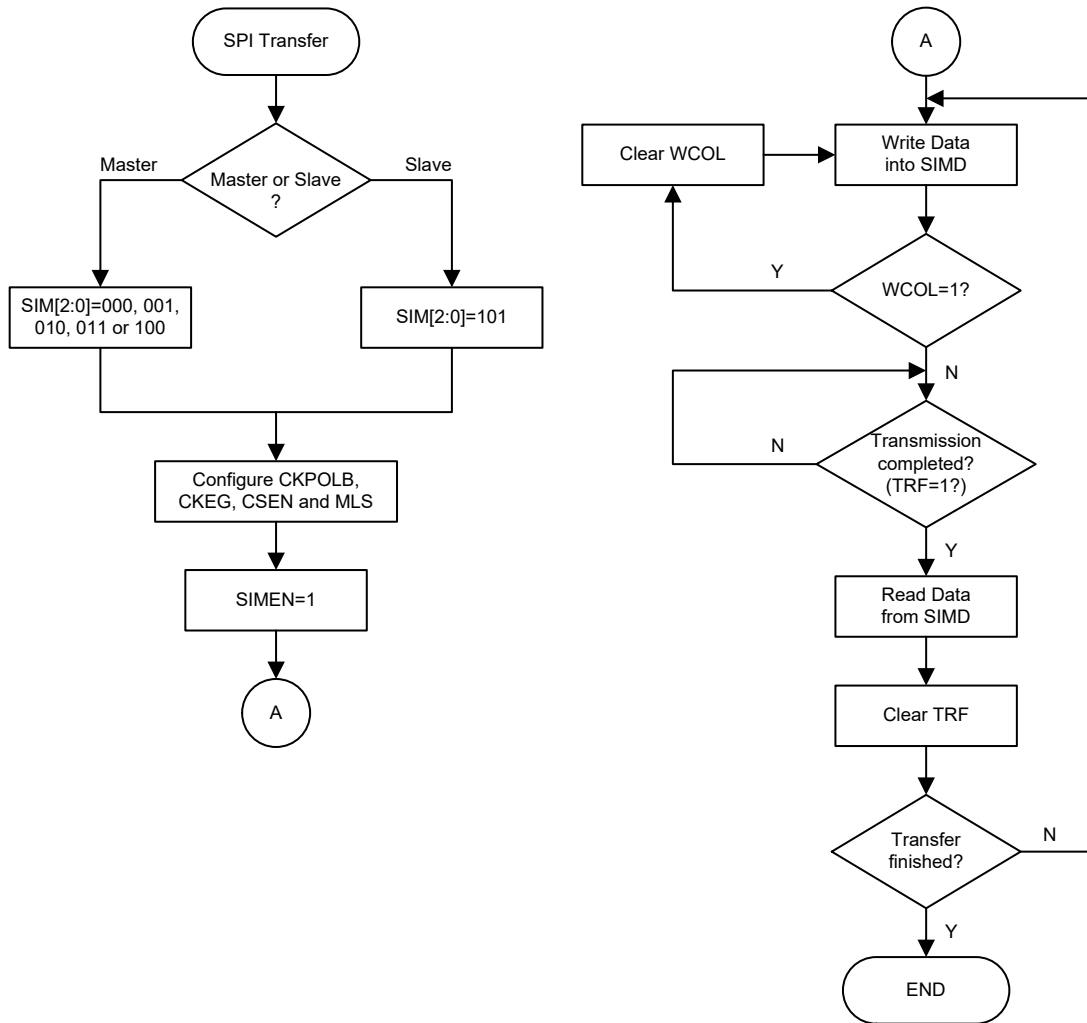 SPI Transfer
Master
Master or Slave
?
Slave
SIM[2:0]=000, 001,
010, 011 or 100
SIM[2:0]=101
Configure CKPOLB,
CKEG, CSEN and MLS
SIMEN=1
A
A
Clear WCOL
Write Data
into SIMD
Y
WCOL=1?
N
N
Transmission
completed?
(TRF=1?)
Y
Read Data
from SIMD
Clear TRF
Transfer
finished?
N
Y
END